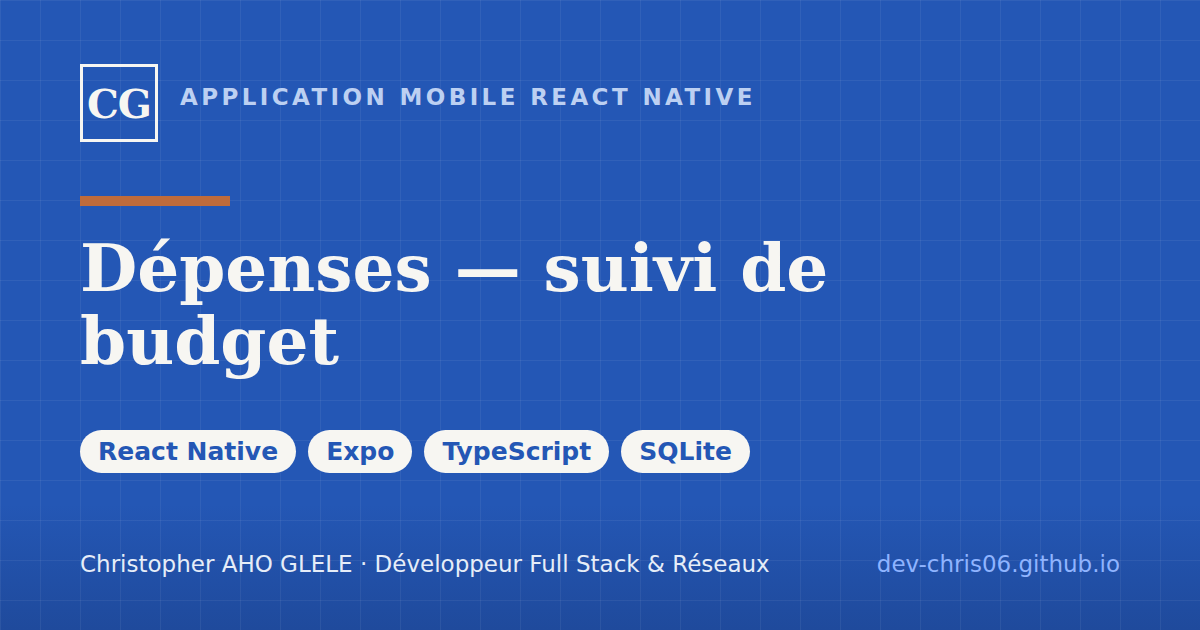 CG
APPLICATION MOBILE REACT NATIVE
Dépenses — suivi de
budget
React Native
Expo
TypeScript
SQLite
Christopher AHO GLELE · Développeur Full Stack & Réseaux
dev-chris06.github.io